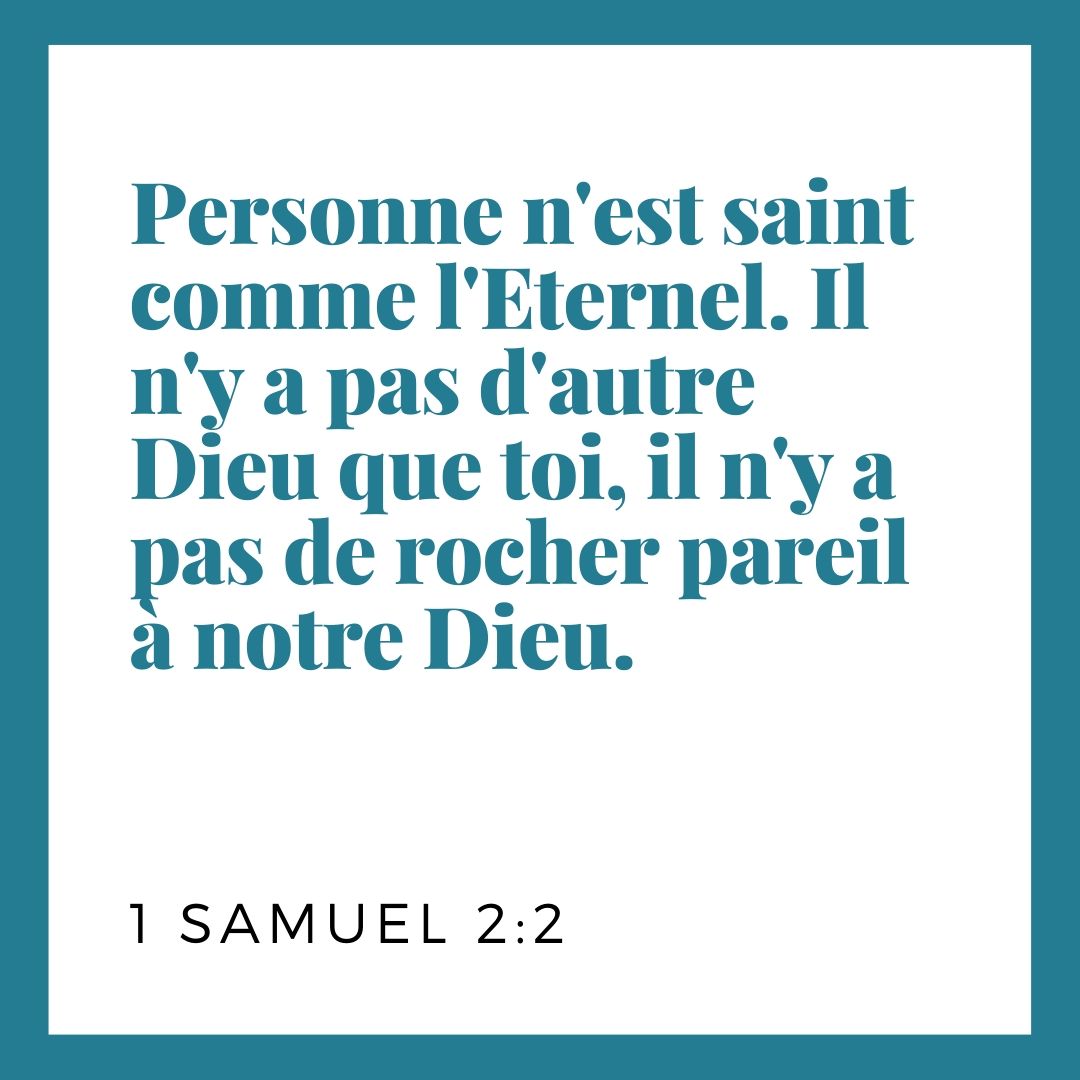 Personne n'est saint
comme l'Eternel. Il
n'y a pas d'autre
Dieu que toi, il n'y a
pas de rocher pareil
à notre Dieu.
1 SAMUEL 2:2